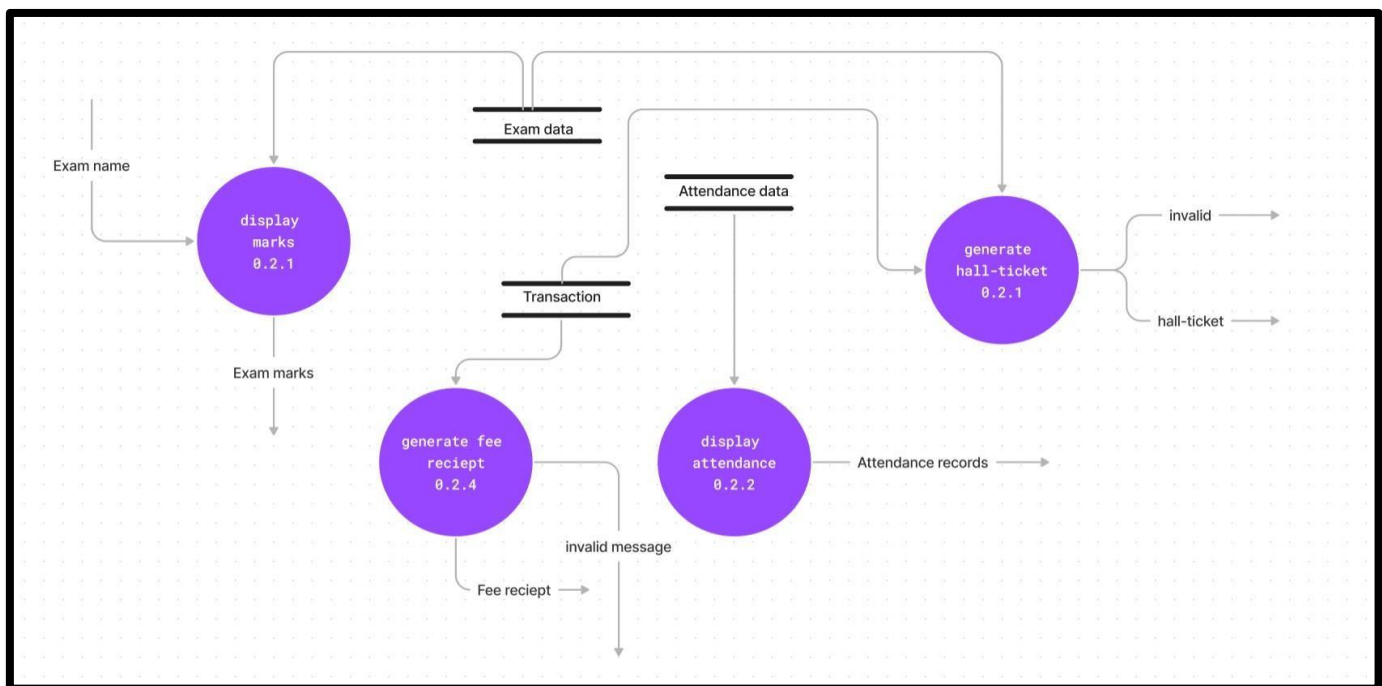 Exam data
Exam name
Attendance data
display
marks
0.2.1
invalid
generate
hall-ticket
0.2.1
Transaction
hall-ticket
Exam marks
generate fee
reciept
0.2.4
display
attendance
0.2.2
Attendance records
invalid message
Fee reciept